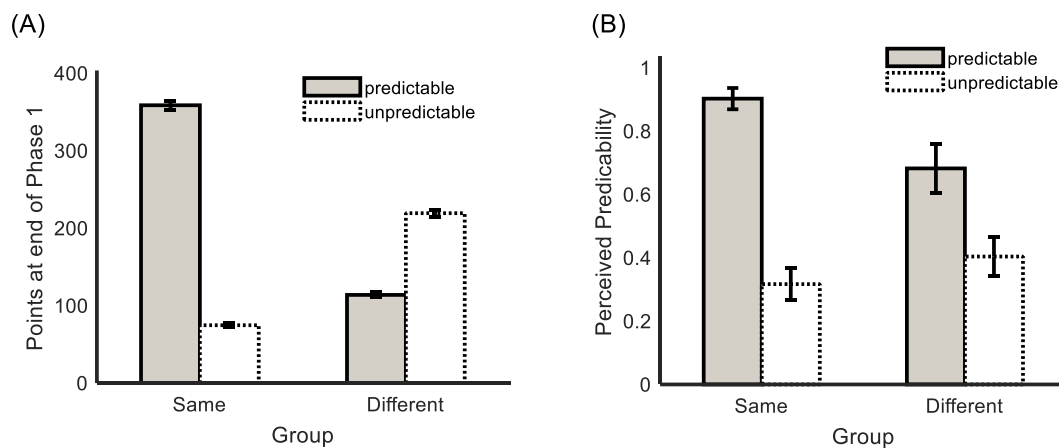 (A)
Points at end of Phase 1
400
300
200
100
0
predictable
unpredictable
Same
Different
Group
(B)
Perceived Predicability
1
0.8
0.6
0.4
0.2
0
predictable
unpredictable
Same
Different
Group